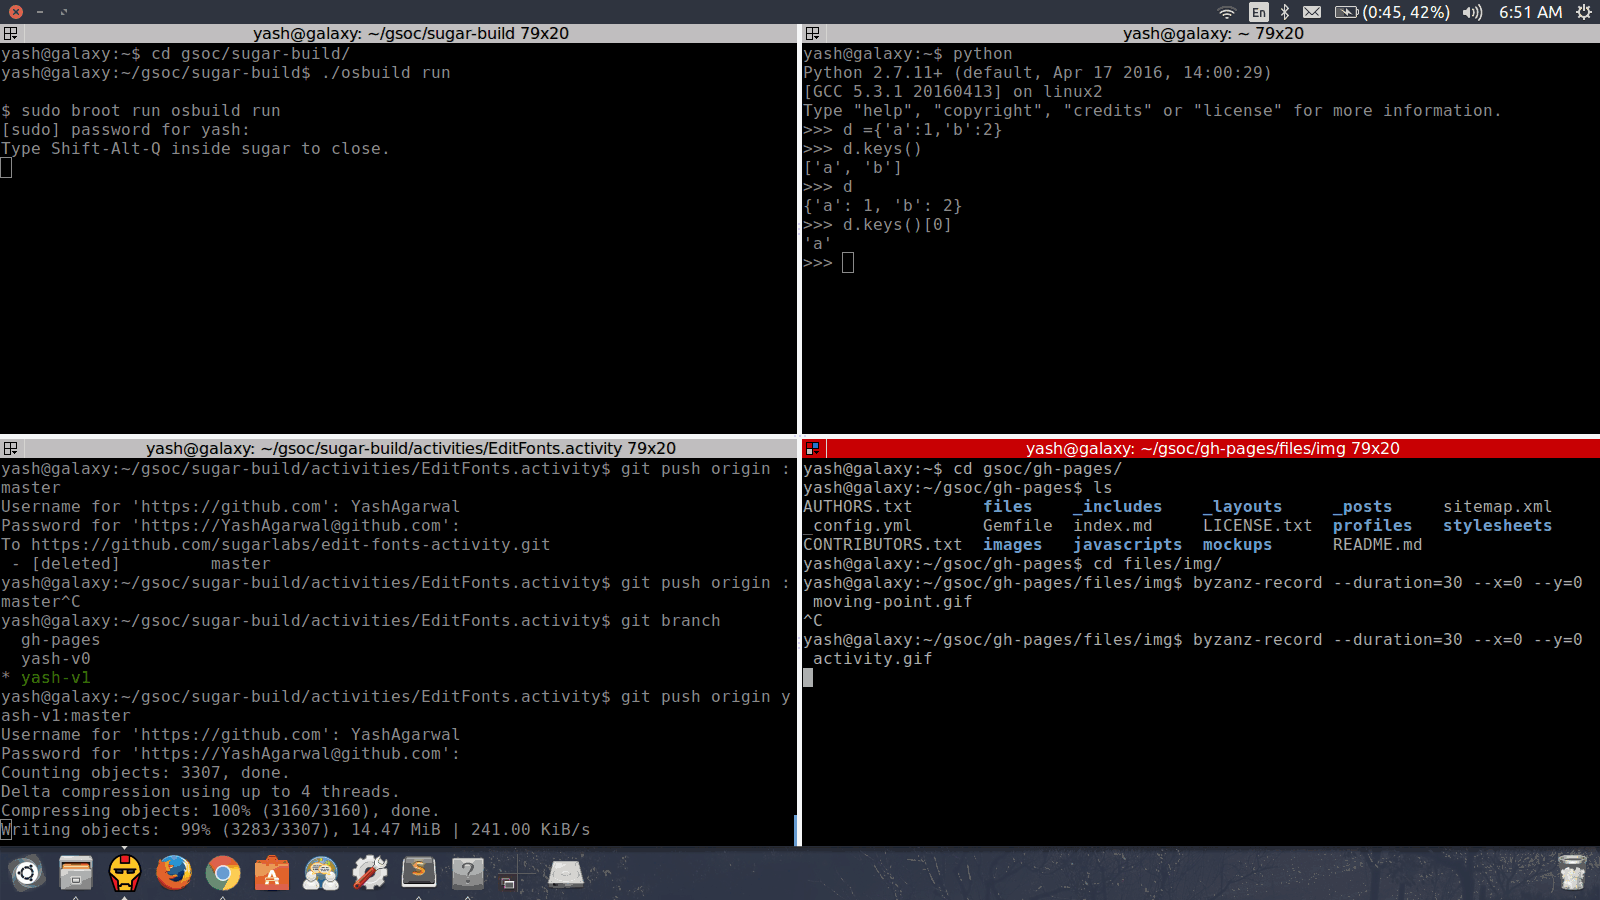 En (0:45, 42%) 6:51 AM
yash@galaxy: ~/gsoc/sugar-build 79x20
yash@galaxy:~$ cd gsoc/sugar-build/
yash@galaxy:~/gsoc/sugar-build$ ./osbuild run
$ sudo broot run osbuild run
[sudo] password for yash:
Type Shift-Alt-Q inside sugar to close.
yash@galaxy: ~ 79x20
yash@galaxy:~$ python
Python 2.7.11+ (default, Apr 17 2016, 14:00:29)
[GCC 5.3.1 20160413] on linux2
Type "help", "copyright", "credits" or "license" for more information.
>>> d ={'a':1,'b':2}
>>> d.keys()
['a', 'b']
>>> d
{'a': 1, 'b': 2}
>>> d.keys()[0]
'a'
>>>
yash@galaxy: ~/gsoc/sugar-build/activities/EditFonts.activity 79x20
yash@galaxy:~/gsoc/sugar-build/activities/EditFonts.activity$ git push origin :
master
Username for 'https://github.com': YashAgarwal
Password for 'https://YashAgarwal@github.com':
To https://github.com/sugarlabs/edit-fonts-activity.git
 - [deleted]         master
yash@galaxy:~/gsoc/sugar-build/activities/EditFonts.activity$ git push origin :
master^C
yash@galaxy:~/gsoc/sugar-build/activities/EditFonts.activity$ git branch
  gh-pages
  yash-v0
* yash-v1
yash@galaxy:~/gsoc/sugar-build/activities/EditFonts.activity$ git push origin y
ash-v1:master
Username for 'https://github.com': YashAgarwal
Password for 'https://YashAgarwal@github.com':
Counting objects: 3307, done.
Delta compression using up to 4 threads.
Compressing objects: 100% (3160/3160), done.
Writing objects:  99% (3283/3307), 14.47 MiB | 241.00 KiB/s
yash@galaxy: ~/gsoc/gh-pages/files/img 79x20
yash@galaxy:~$ cd gsoc/gh-pages/
yash@galaxy:~/gsoc/gh-pages$ ls
AUTHORS.txt       files    _includes    _layouts     _posts     sitemap.xml
_config.yml       Gemfile  index.md     LICENSE.txt  profiles   stylesheets
CONTRIBUTORS.txt  images   javascripts  mockups      README.md
yash@galaxy:~/gsoc/gh-pages$ cd files/img/
yash@galaxy:~/gsoc/gh-pages/files/img$ byzanz-record --duration=30 --x=0 --y=0
 moving-point.gif
^C
yash@galaxy:~/gsoc/gh-pages/files/img$ byzanz-record --duration=30 --x=0 --y=0
 activity.gif